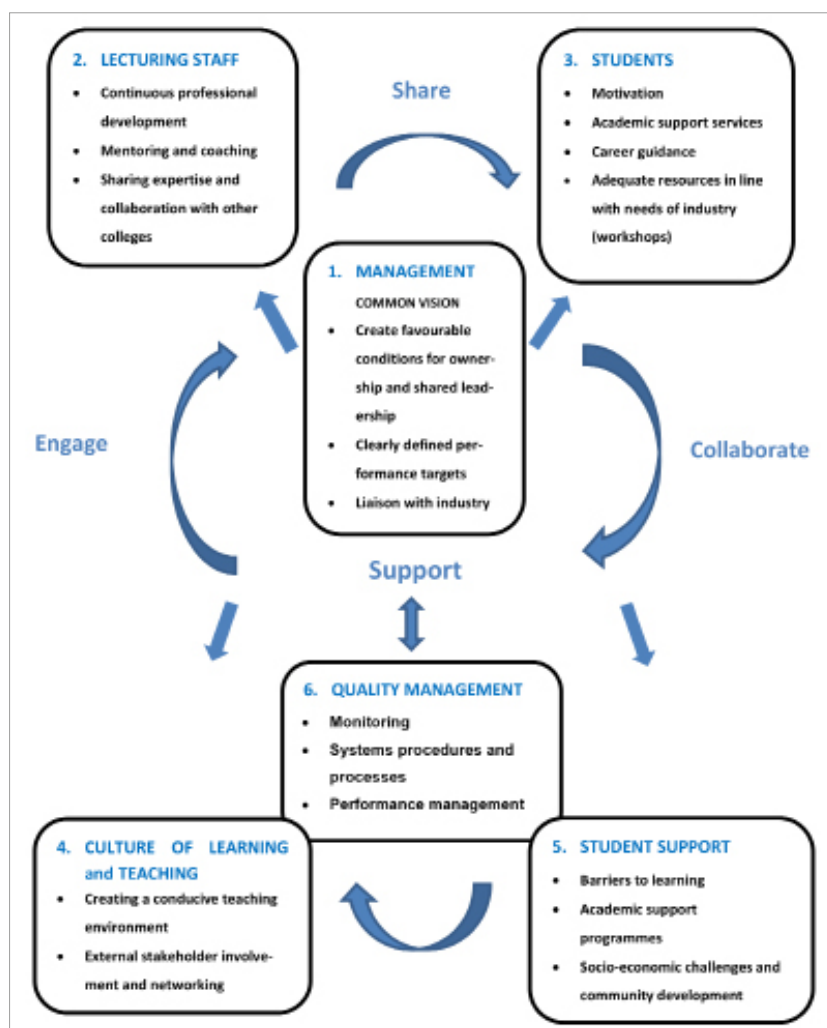 2. LECTURING STAFF
• Continuous professional
development
• Mentoring and coaching
• Sharing expertise and
collaboration with other
colleges
Share
3. STUDENTS
• Motivation
• Academic support services
• Career guidance
• Adequate resources in line
with needs of industry
(workshops)
1. MANAGEMENT
COMMON VISION
• Create favourable
conditions for owner-
ship and shared lead-
ership
• Clearly defined per-
formance targets
• Liaison with industry
Engage
Collaborate
Support
6. QUALITY MANAGEMENT
• Monitoring
• Systems procedures and
processes
• Performance management
4. CULTURE OF LEARNING
and TEACHING
• Creating a conducive teaching
environment
• External stakeholder involve-
ment and networking
5. STUDENT SUPPORT
• Barriers to learning
• Academic support
programmes
• Socio-economic challenges and
community development